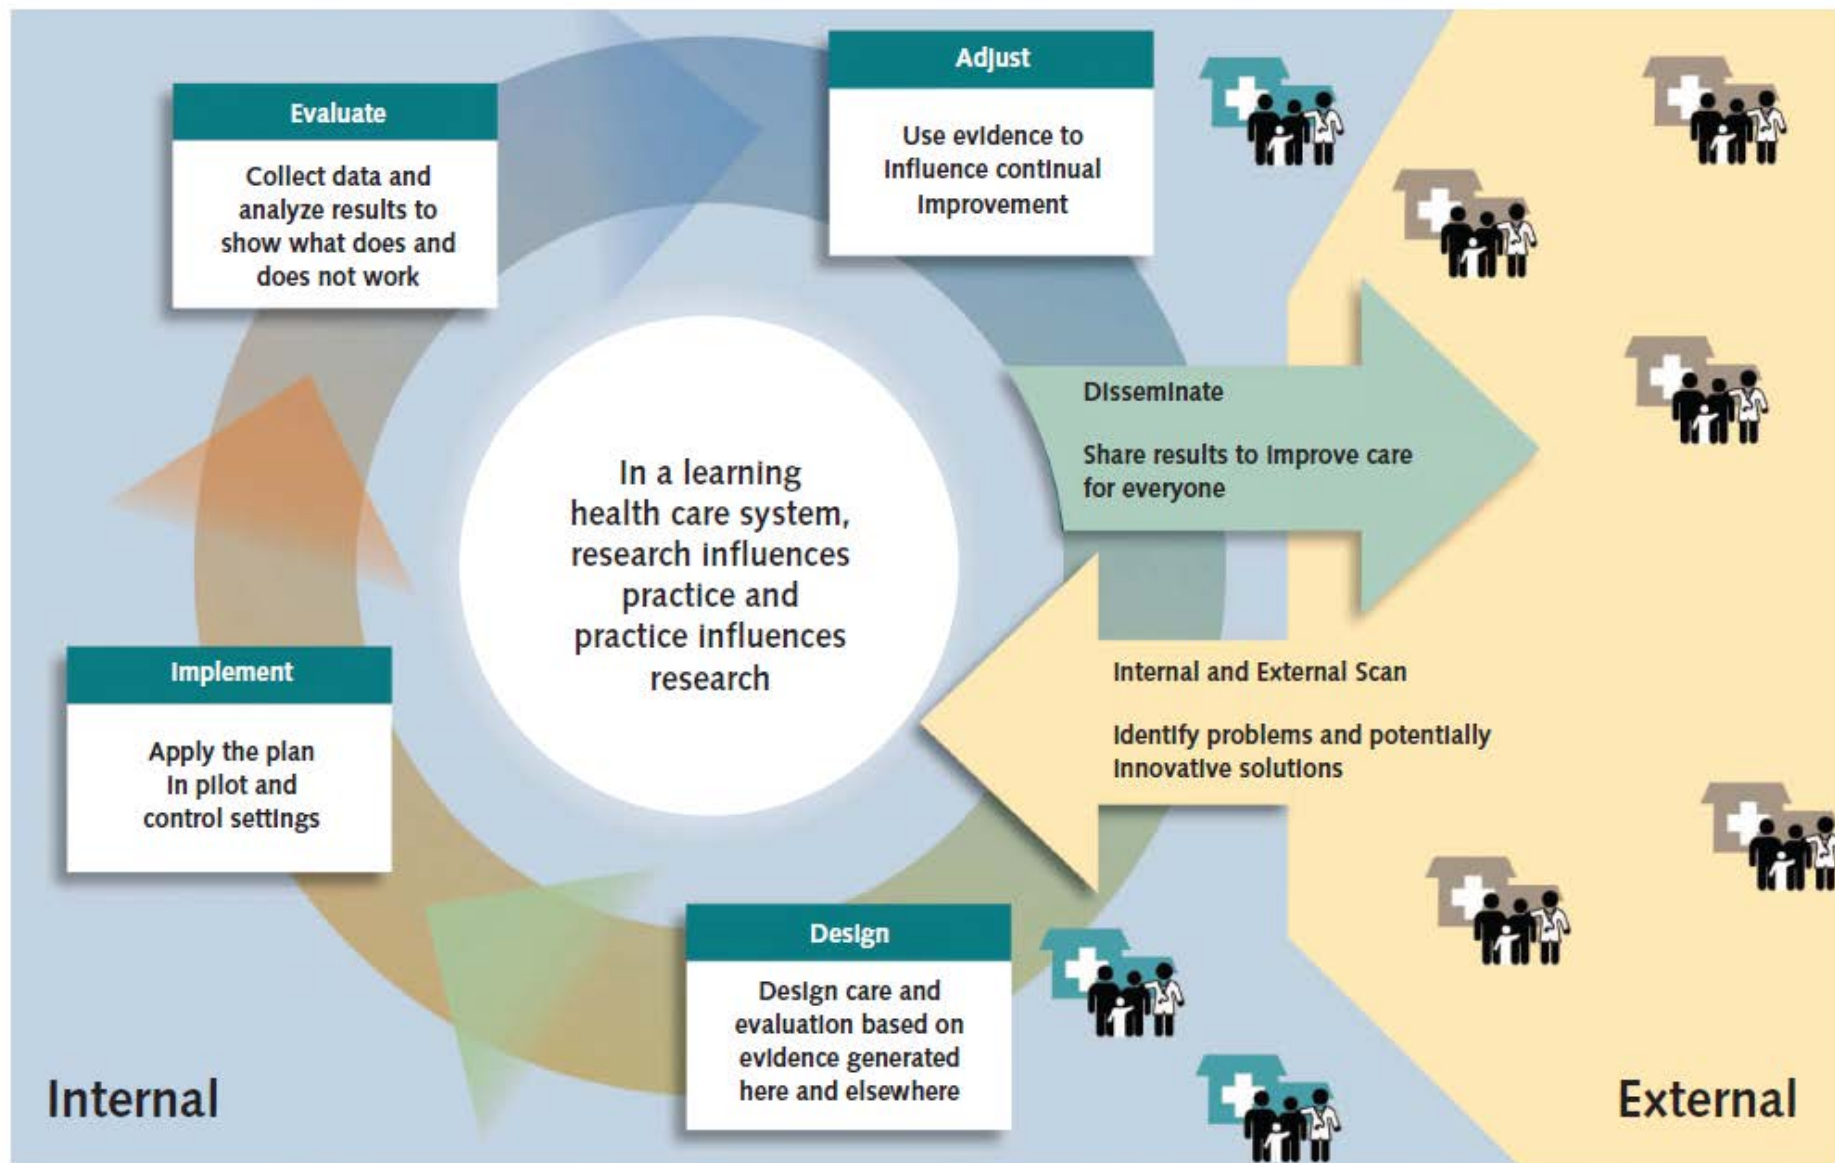 Adjust
Use evidence to
influence continual
improvement
Evaluate
Collect data and
analyze results to
show what does and
does not work
Disseminate
Share results to improve care
for everyone
In a learning
health care system,
research influences
practice and
practice influences
research
Implement
Apply the plan
in pilot and
control settings
Internal and External Scan
Identify problems and potentially
innovative solutions
Design
Design care and
evaluation based on
evidence generated
here and elsewhere
Internal
External